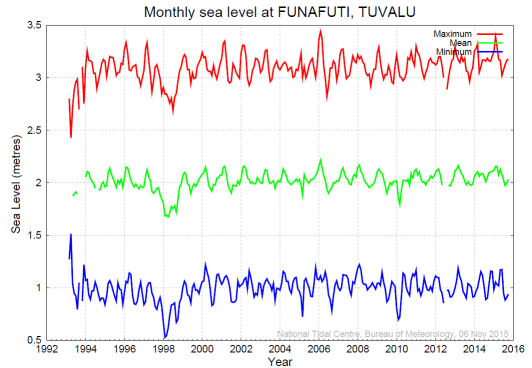 Monthly sea level at FUNAFUTI, TUVALU
3.5
3
2.5
2
1.5
1
0.5
Sea Level (metres)
Maximum
Mean
Minimum
National Tidal Centre, Bureau of Meteorology, 06 Nov 2015
1992 1994 1996 1998 2000 2002 2004 2006 2008 2010 2012 2014 2016
Year